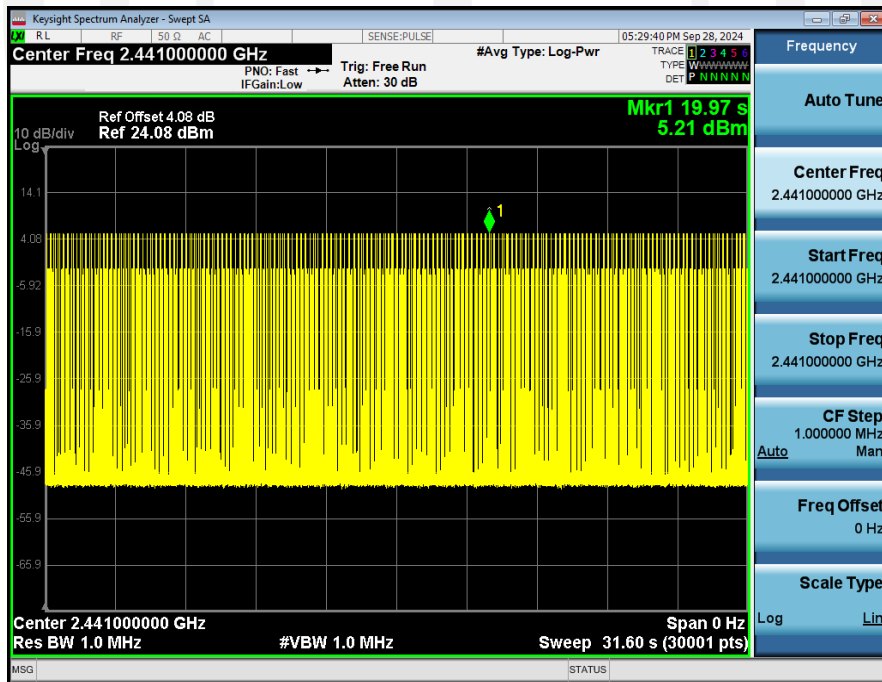 Keysight Spectrum Analyzer - Swept SA
LXI RL RF 50 Ω AC SENSE:PULSE 05:29:40 PM Sep 28, 2024
Center Freq 2.441000000 GHz
PNO: Fast
IFGain:Low
Trig: Free Run
Atten: 30 dB
#Avg Type: Log-Pwr
TRACE 1 2 3 4 5 6
TYPE WWWWWWW
DET P N N N N N
Mkr1 19.97 s
5.21 dBm
Ref Offset 4.08 dB
10 dB/div Ref 24.08 dBm
Log
1
14.1
4.08
-5.92
-15.9
-25.9
-35.9
-45.9
-55.9
-65.9
Center 2.441000000 GHz Span 0 Hz
Res BW 1.0 MHz #VBW 1.0 MHz Sweep 31.60 s (30001 pts)
MSG STATUS
Frequency
Auto Tune
Center Freq
2.441000000 GHz
Start Freq
2.441000000 GHz
Stop Freq
2.441000000 GHz
CF Step
1.000000 MHz
Auto Man
Freq Offset
0 Hz
Scale Type
Log Lin